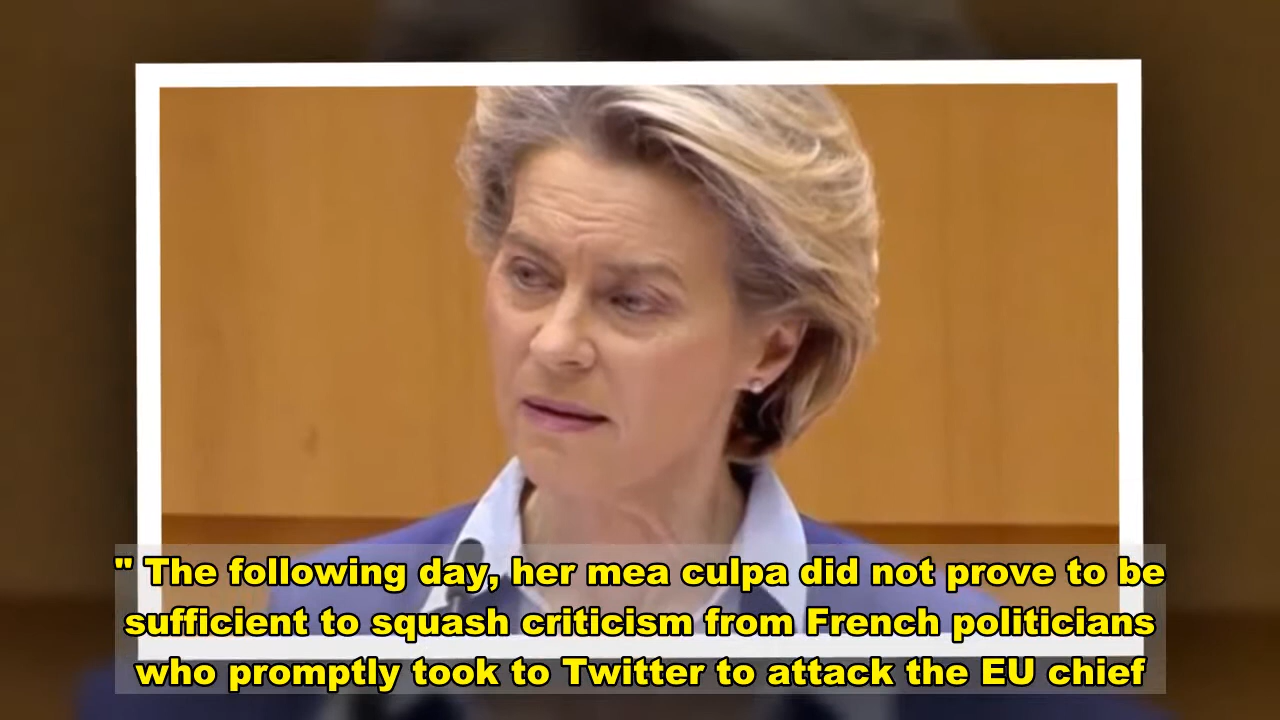 " The following day, her mea culpa did not prove to be
sufficient to squash criticism from French politicians
who promptly took to Twitter to attack the EU chief